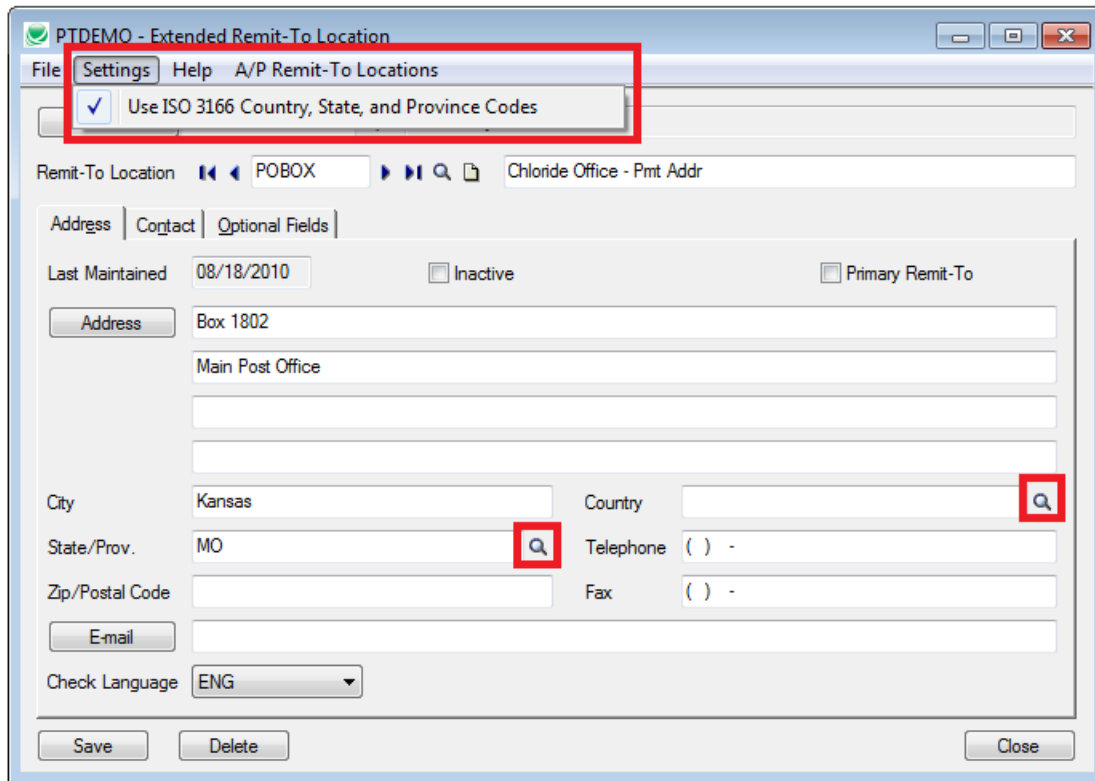 PTDEMO - Extended Remit-To Location
File Settings Help A/P Remit-To Locations
Use ISO 3166 Country, State, and Province Codes
Remit-To Location POBOX Chloride Office - Pmt Addr
Address Contact Optional Fields
Last Maintained 08/18/2010 Inactive Primary Remit-To
Address Box 1802
Main Post Office
City Kansas Country
State/Prov. MO Telephone ( ) -
Zip/Postal Code Fax ( ) -
E-mail
Check Language ENG
Save Delete Close